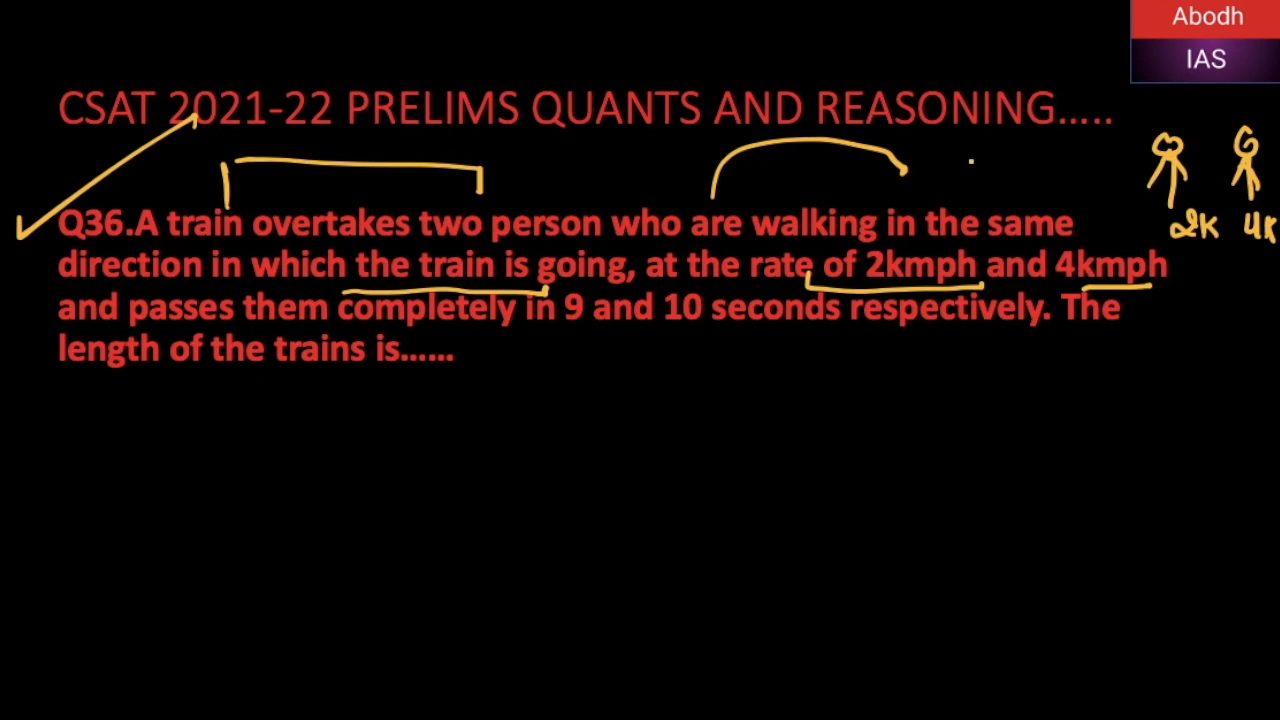 Abodh
IAS
CSAT 2021-22 PRELIMS QUANTS AND REASONING.....
Q36.A train overtakes two person who are walking in the same
direction in which the train is going, at the rate of 2kmph and 4kmph
and passes them completely in 9 and 10 seconds respectively. The
length of the trains is......
2K 4K